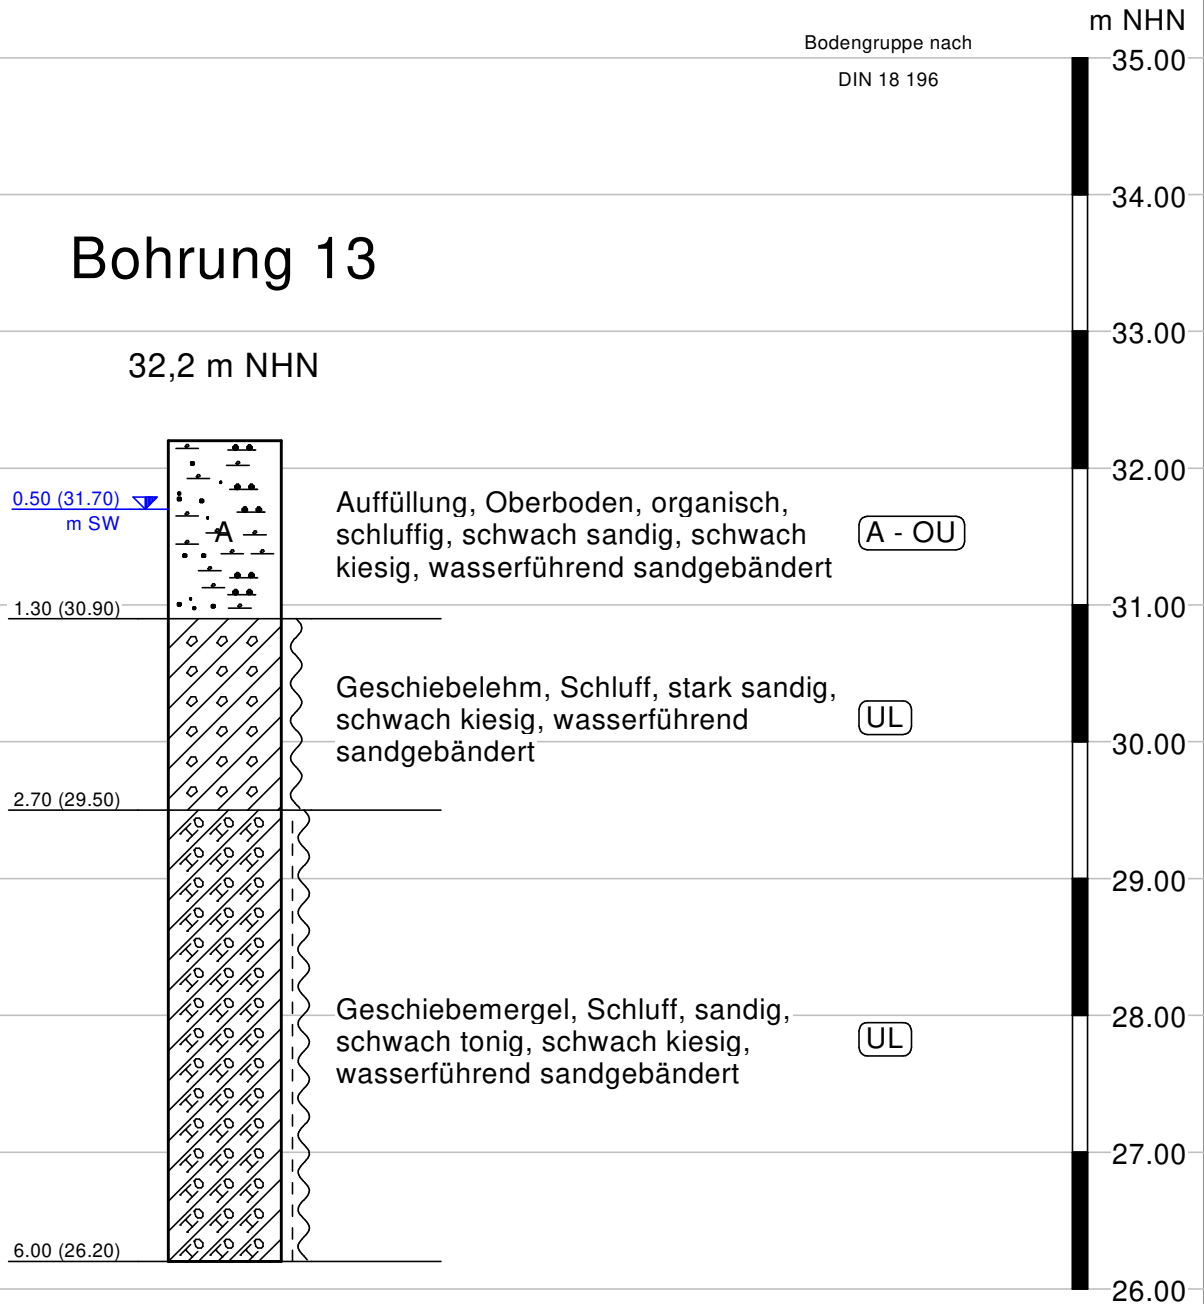 m NHN
Bodengruppe nach
DIN 18 196
35.00
34.00
Bohrung 13
33.00
32,2 m NHN
32.00
0.50 (31.70)
m SW
A
Auffüllung, Oberboden, organisch,
schluffig, schwach sandig, schwach
kiesig, wasserführend sandgebändert
A - OU
1.30 (30.90)
31.00
Geschiebelehm, Schluff, stark sandig,
schwach kiesig, wasserführend
sandgebändert
UL
30.00
2.70 (29.50)
29.00
Geschiebemergel, Schluff, sandig,
schwach tonig, schwach kiesig,
wasserführend sandgebändert
UL
28.00
27.00
6.00 (26.20)
26.00